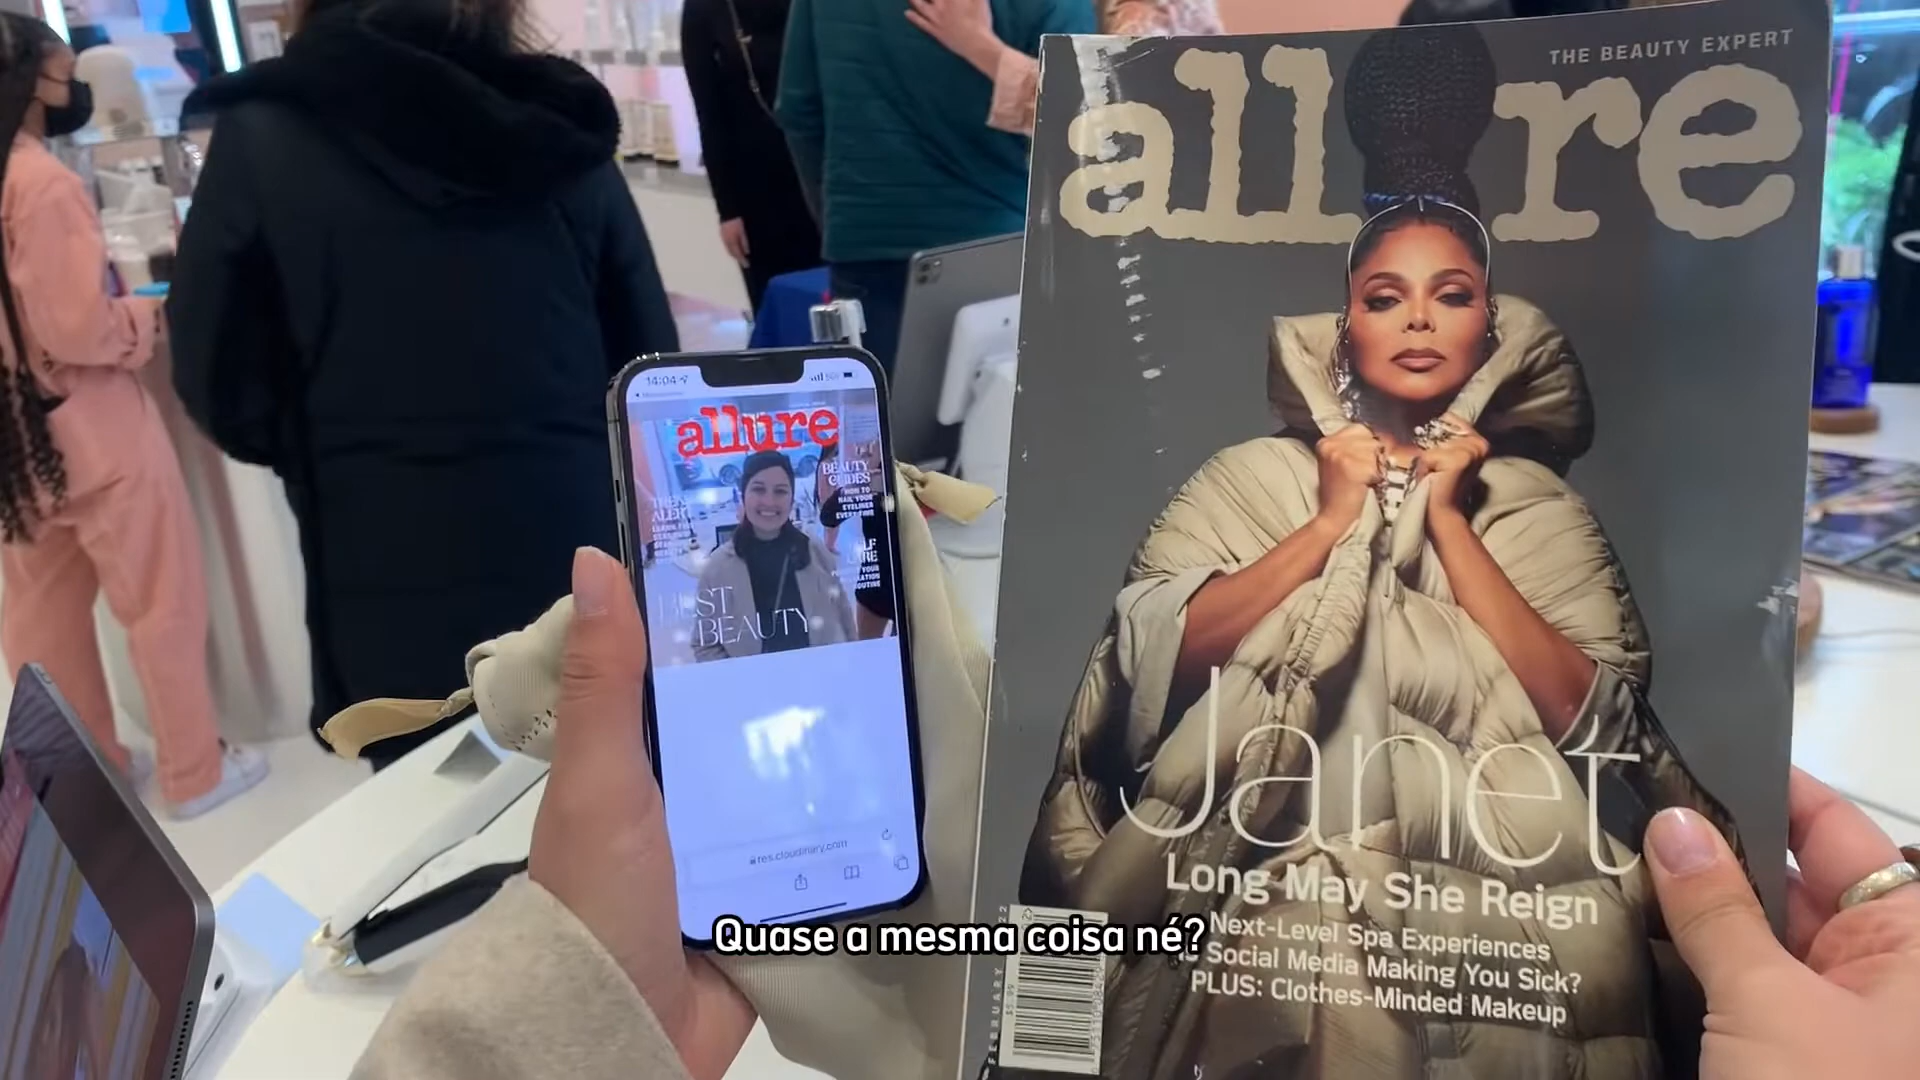 THE BEAUTY EXPERT
allure
Janet
Long May She Reign
Next-Level Spa Experiences
Social Media Making You Sick?
PLUS: Clothes-Minded Makeup
FEBRUARY
14:04
allure
BEAUTY
GUIDES
HOW TO
NAIL YOUR
EYELINER
EVERY TIME
BEST
BEAUTY
res.cloudinary.com
Quase a mesma coisa né?